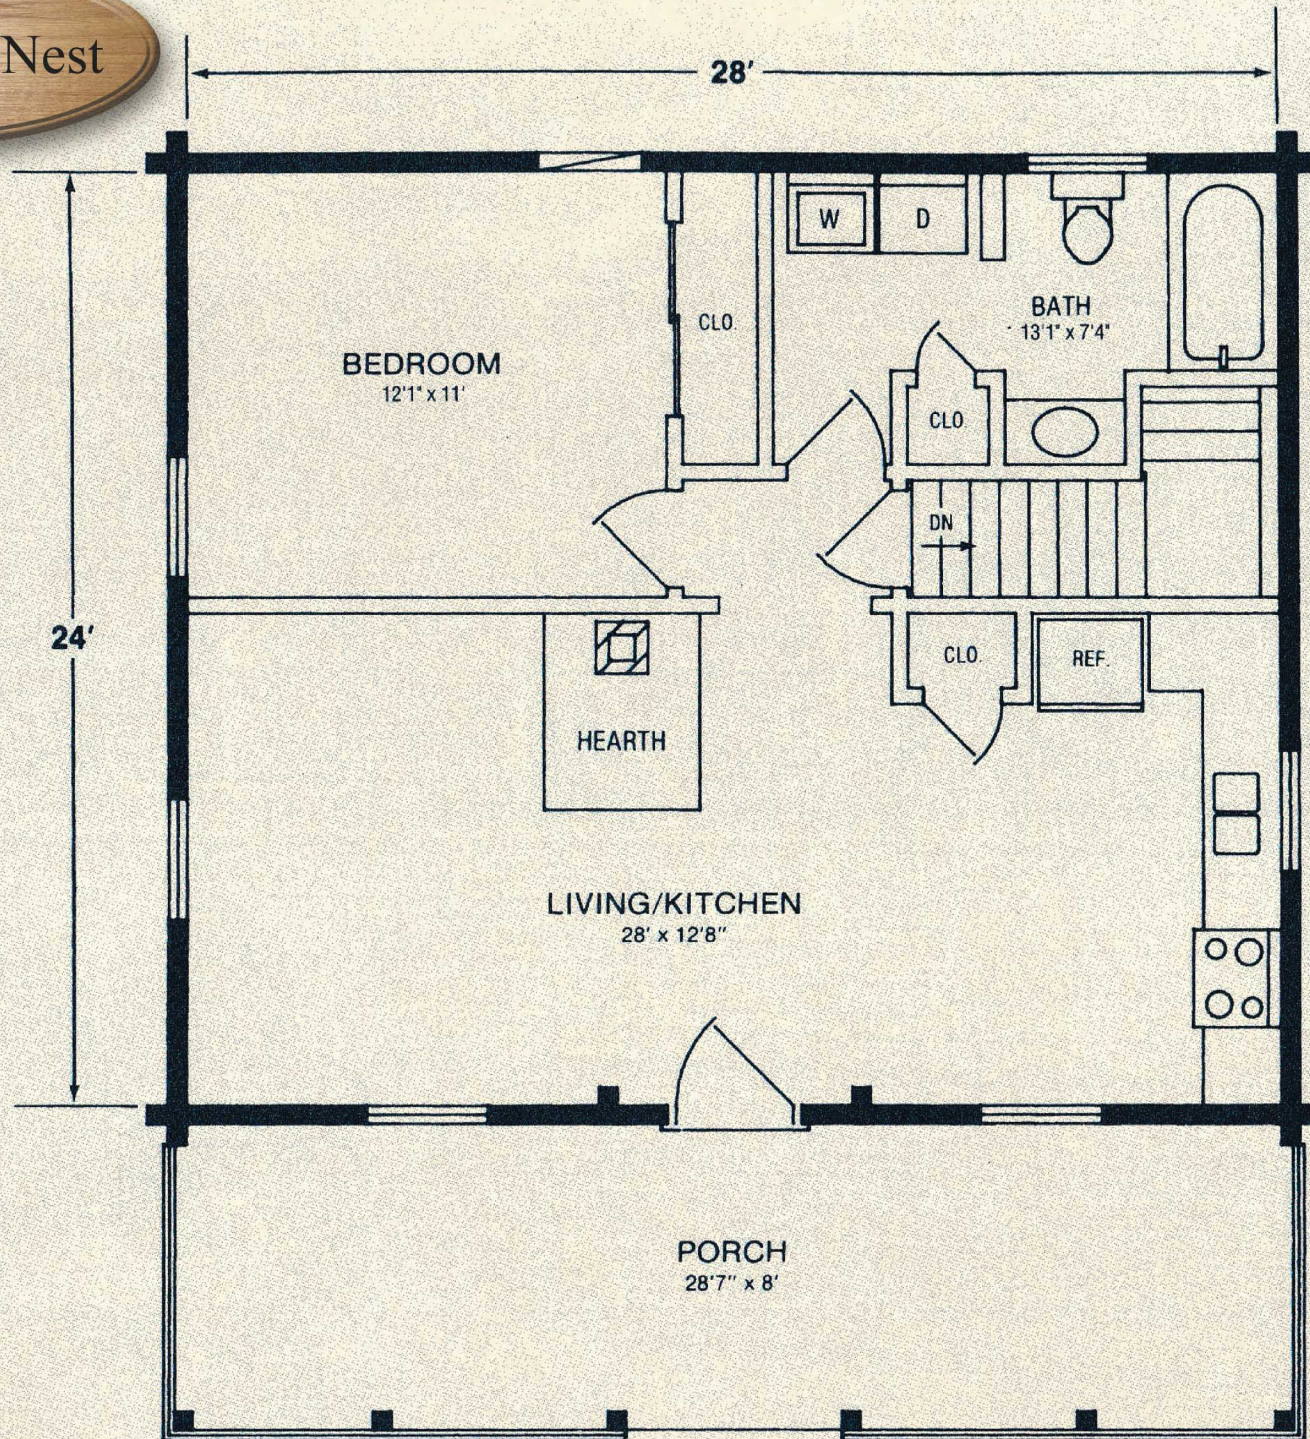 Nest
28'
W
D
BATH
13'1" x 7'4"
CLO.
BEDROOM
12'1" x 11'
CLO.
DN
24'
CLO.
REF.
HEARTH
LIVING/KITCHEN
28' x 12'8"
PORCH
28'7" x 8'